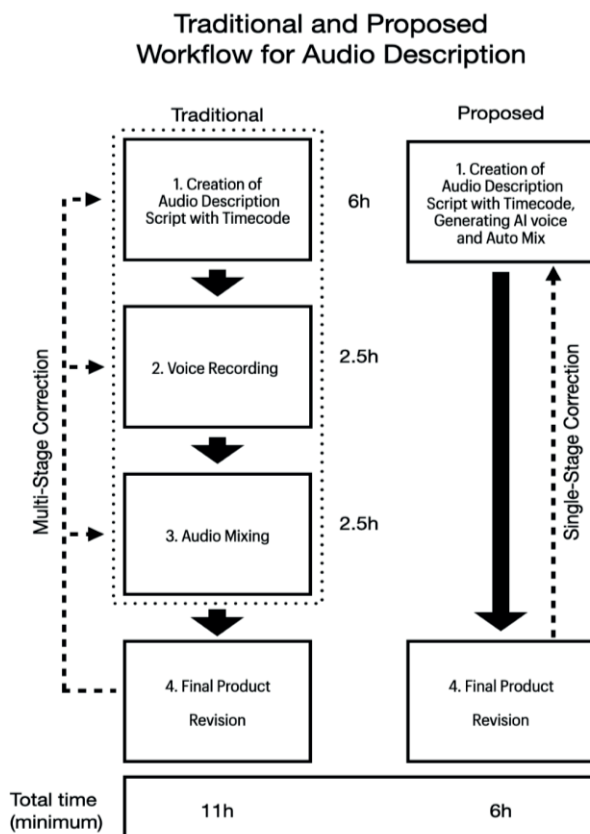 Traditional and Proposed
Workflow for Audio Description
Traditional
Proposed
1. Creation of
Audio Description
Script with Timecode
6h
1. Creation of
Audio Description
Script with Timecode,
Generating AI voice
and Auto Mix
2. Voice Recording
2.5h
3. Audio Mixing
2.5h
Multi-Stage Correction
Single-Stage Correction
4. Final Product
Revision
4. Final Product
Revision
Total time
(minimum)
11h
6h